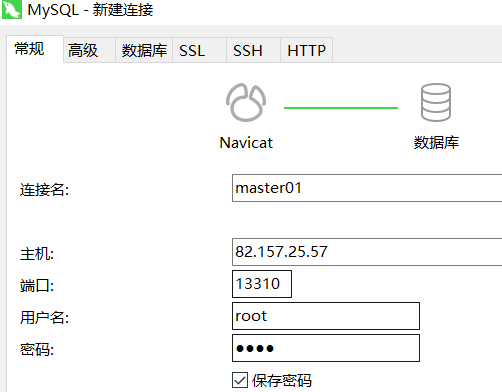 MySQL - 新建连接
常规 高级 数据库 SSL SSH HTTP
Navicat 数据库
连接名: master01
主机: 82.157.25.57
端口: 13310
用户名: root
密码: ●●●●
保存密码